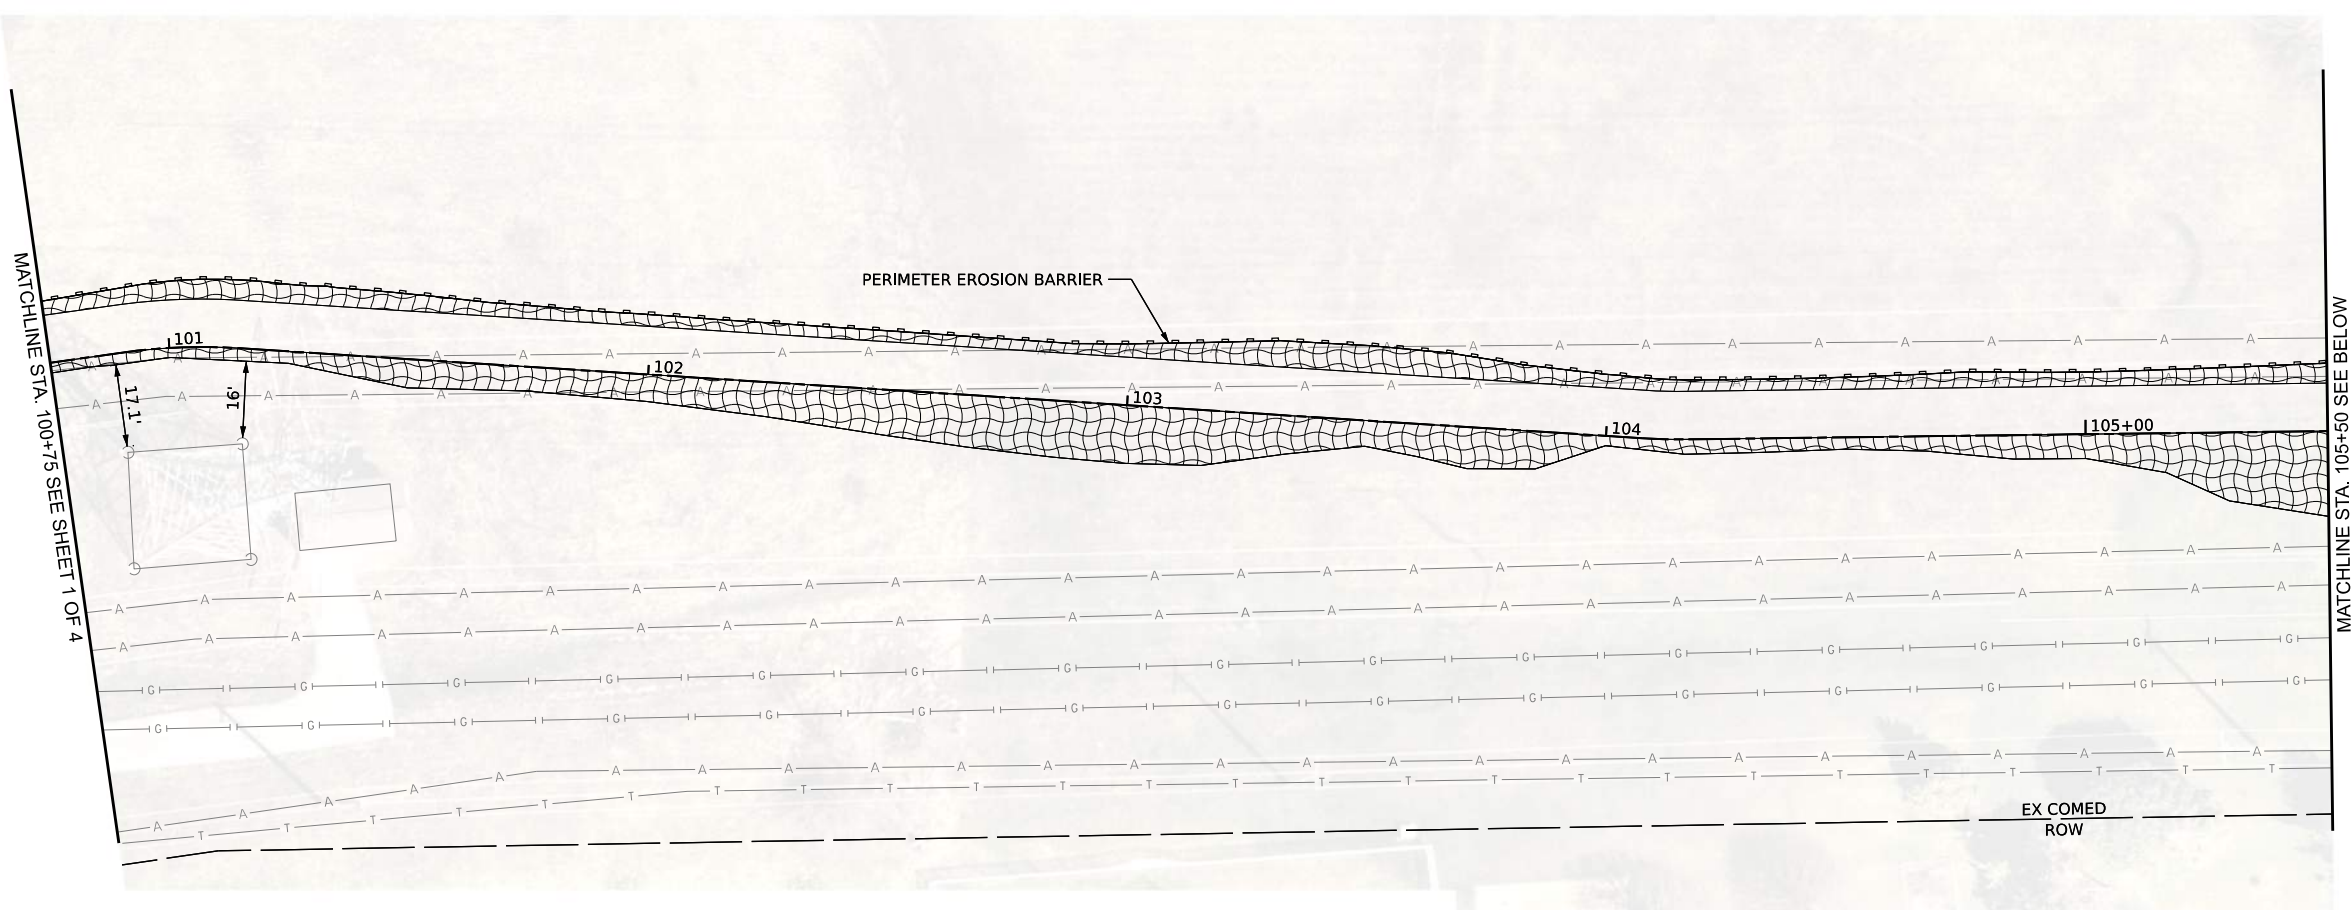 MATCHLINE STA. 100+75 SEE SHEET 1 OF 4
PERIMETER EROSION BARRIER
101
102
103
104
105+00
17.1'
16'
EX COMED
ROW
MATCHLINE STA. 105+50 SEE BELOW